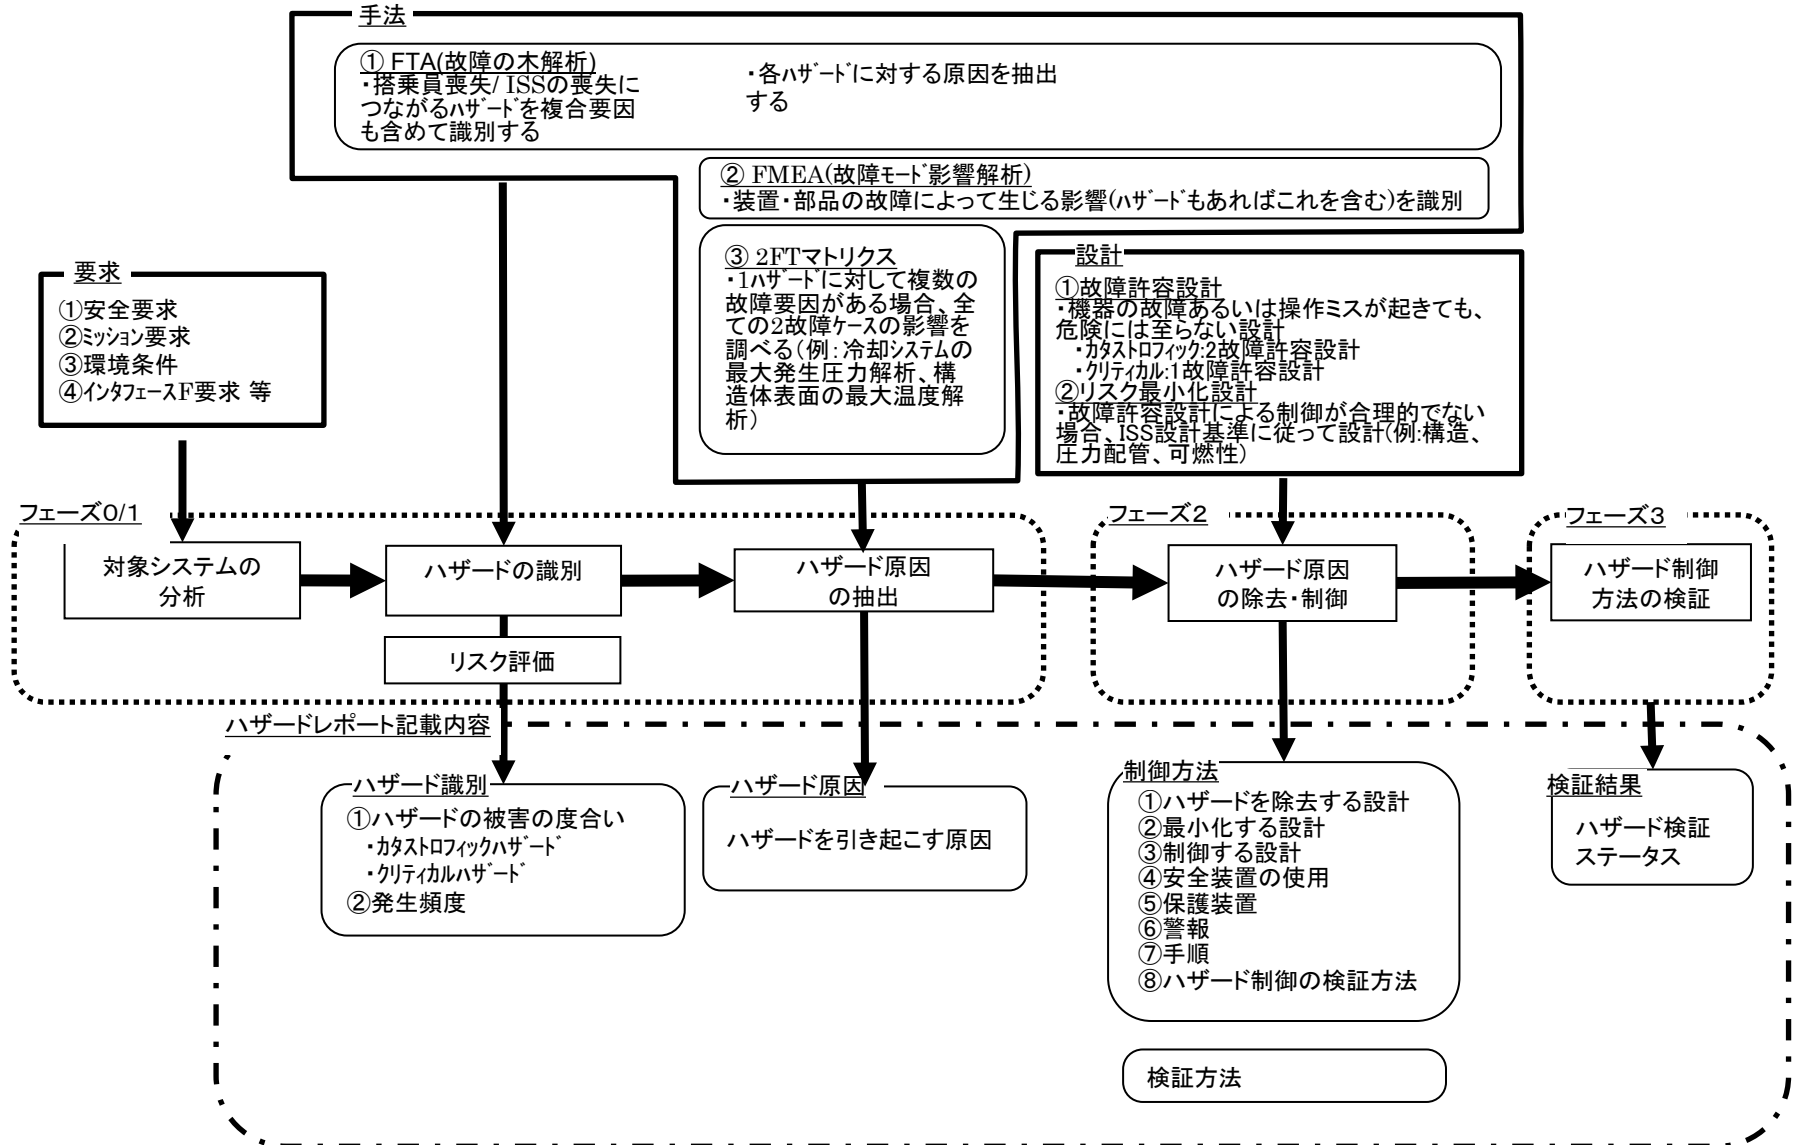 手法
① FTA(故障の木解析)
・搭乗員喪失/ ISSの喪失に
つながるﾊｻﾞｰﾄﾞを複合要因
も含めて識別する
・各ﾊｻﾞｰﾄﾞに対する原因を抽出
する
② FMEA(故障ﾓｰﾄﾞ影響解析)
・装置・部品の故障によって生じる影響(ﾊｻﾞｰﾄﾞもあればこれを含む)を識別
③ 2FTマトリクス
・1ﾊｻﾞｰﾄﾞに対して複数の
故障要因がある場合、全
ての2故障ｹｰｽの影響を
調べる(例：冷却ｼｽﾃﾑの
最大発生圧力解析、構
造体表面の最大温度解
析)
要求
①安全要求
②ﾐｯｼｮﾝ要求
③環境条件
④ｲﾝﾀﾌｪｰｽF要求 等
設計
①故障許容設計
・機器の故障あるいは操作ミスが起きても、
危険には至らない設計
・ｶﾀｽﾄﾛﾌｨｯｸ:2故障許容設計
・ｸﾘﾃｨｶﾙ:1故障許容設計
②リスク最小化設計
・故障許容設計による制御が合理的でない
場合、ISS設計基準に従って設計(例:構造、
圧力配管、可燃性)
フェーズ0/1
対象システムの
分析
ハザードの識別
リスク評価
ハザード原因
の抽出
フェーズ2
ハザード原因
の除去・制御
フェーズ3
ハザード制御
方法の検証
ハザードレポート記載内容
ハザード識別
①ハザードの被害の度合い
・ｶﾀｽﾄﾛﾌｨｯｸﾊｻﾞｰﾄﾞ
・ｸﾘﾃｨｶﾙﾊｻﾞｰﾄﾞ
②発生頻度
ハザード原因
ハザードを引き起こす原因
制御方法
①ハザードを除去する設計
②最小化する設計
③制御する設計
④安全装置の使用
⑤保護装置
⑥警報
⑦手順
⑧ハザード制御の検証方法
検証方法
検証結果
ハザード検証
ステータス